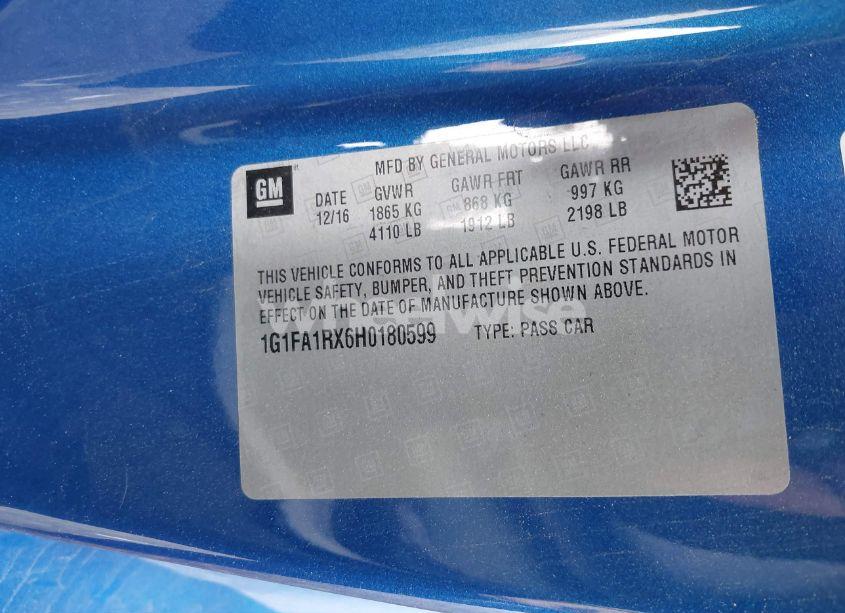 MFD BY GENERAL MOTORS LLC
GM
DATE GVWR GAWR FRT GAWR RR
12/16 1865 KG 868 KG 997 KG
4110 LB 1912 LB 2198 LB
THIS VEHICLE CONFORMS TO ALL APPLICABLE U.S. FEDERAL MOTOR
VEHICLE SAFETY, BUMPER, AND THEFT PREVENTION STANDARDS IN
EFFECT ON THE DATE OF MANUFACTURE SHOWN ABOVE.
wheelwise
1G1FA1RX6H0180599 TYPE: PASS CAR